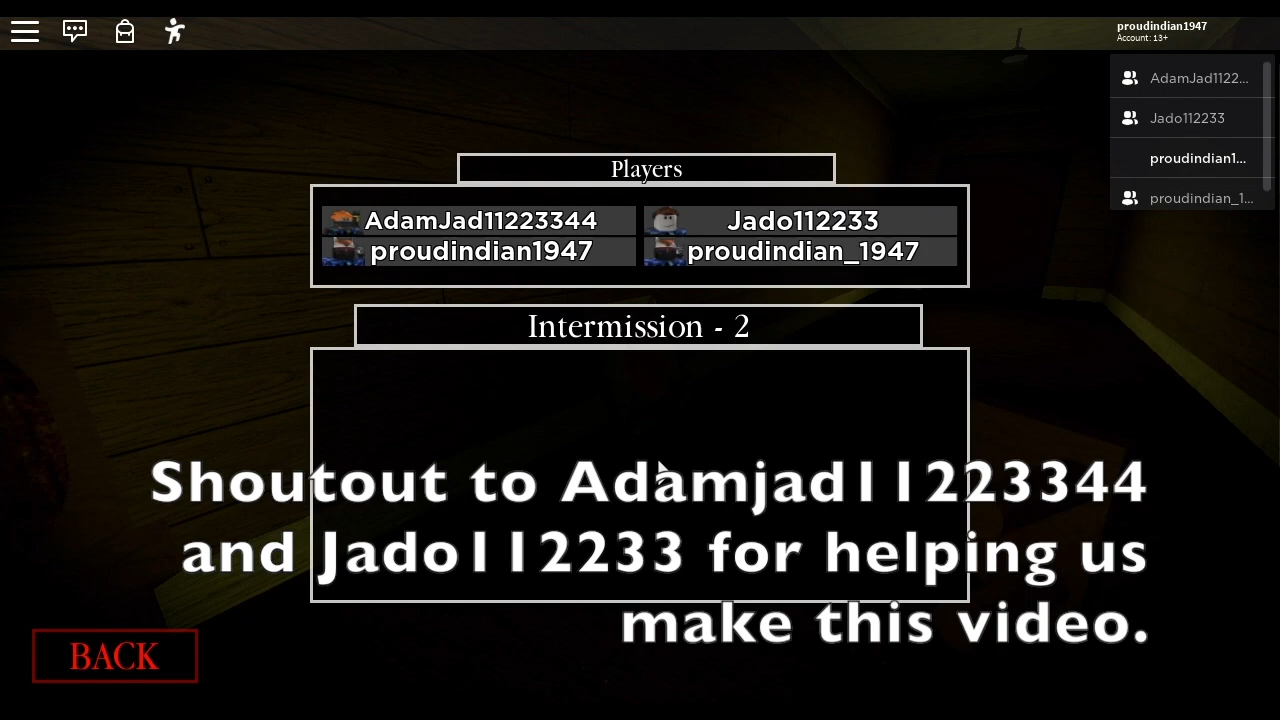 proudindian1947
Account: 13+
AdamJad1122...
Jado112233
proudindian1...
proudindian_1...
Players
AdamJad11223344
Jado112233
proudindian1947
proudindian_1947
Intermission - 2
Shoutout to Adamjad11223344
and Jado112233 for helping us
make this video.
BACK